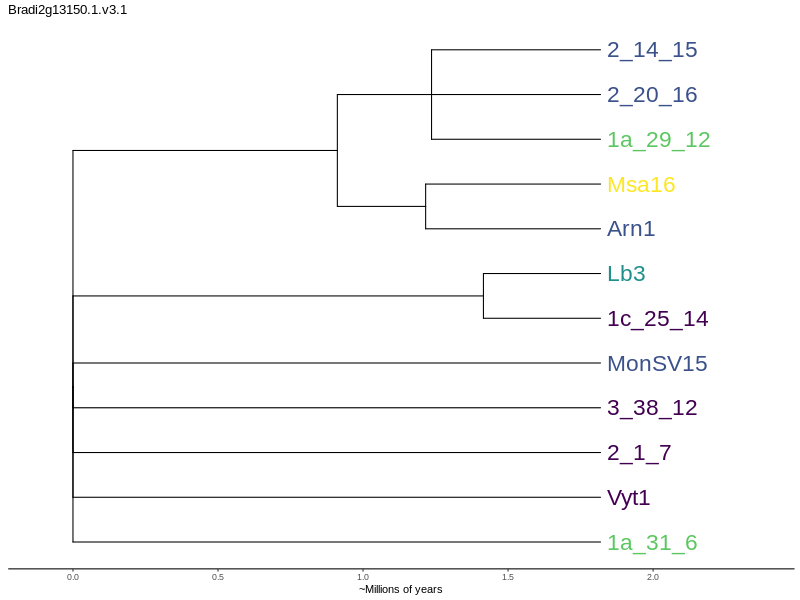 Bradi2g13150.1.v3.1
2_14_15
2_20_16
1a_29_12
Msa16
Arn1
Lb3
1c_25_14
MonSV15
3_38_12
2_1_7
Vyt1
1a_31_6
0.0 0.5 1.0 1.5 2.0
~Millions of years